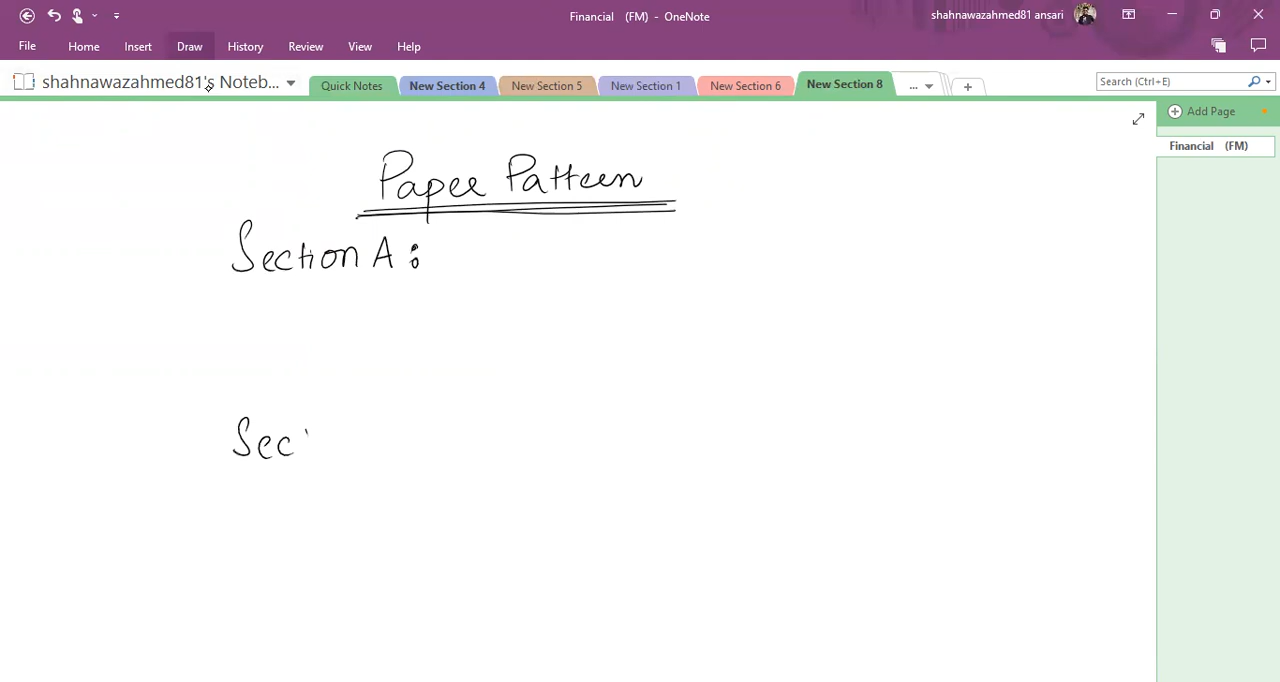 Financial (FM) - OneNote
shahnawazahmed81 ansari
File Home Insert Draw History Review View Help
shahnawazahmed81's Noteb... Quick Notes New Section 4 New Section 5 New Section 1 New Section 6 New Section 8 ... + Search (Ctrl+E)
Add Page
Financial (FM)
Paper Pattern
Section A:
Sec